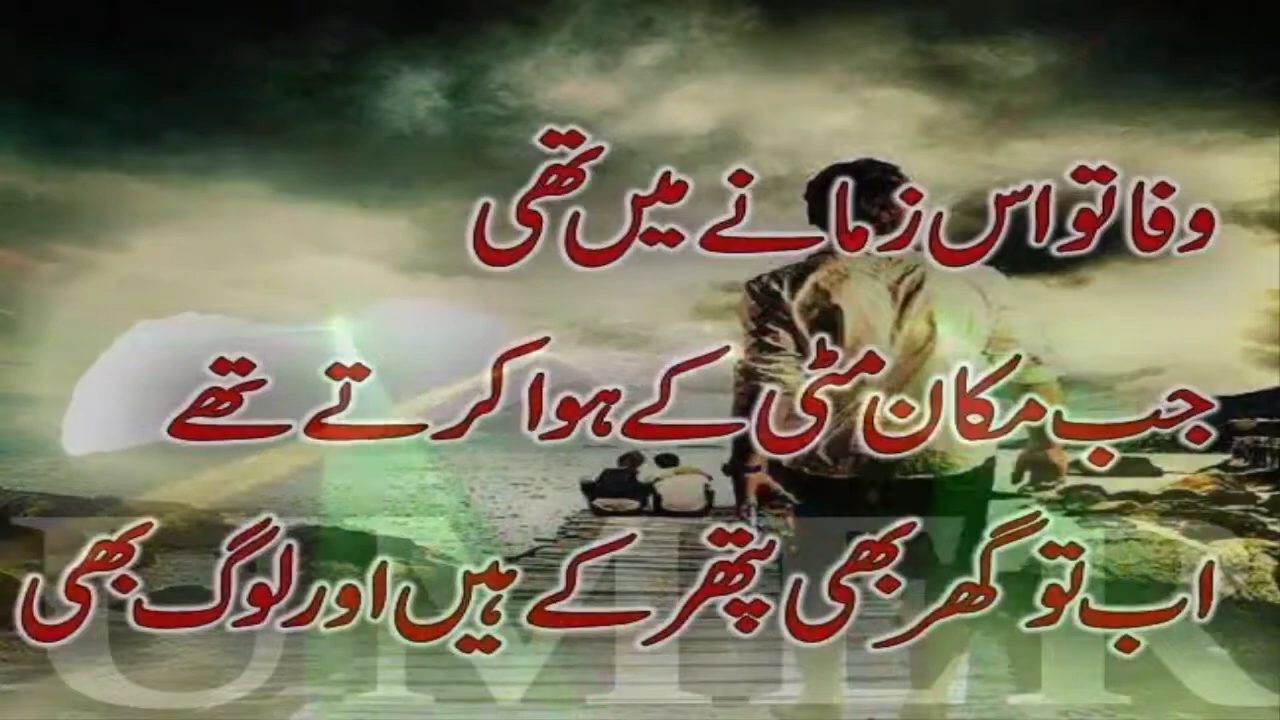 وفا تو اس زمانے میں تھی
جب مکان مٹی کے ہوا کرتے تھے
اب تو گھر بھی پتھر کے ہیں اور لوگ بھی
UMER